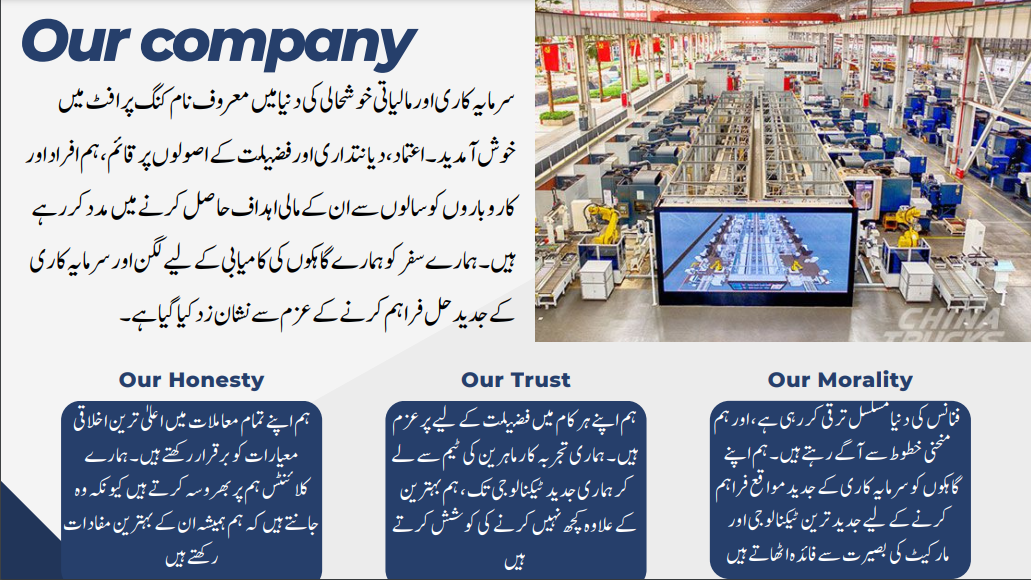 Our company
سرمایہ کاری اور مالیاتی خوشحالی کی دنیا میں معروف نام کنگ پرافٹ میں
خوش آمدید۔ اعتماد، دیانتداری اور فضیلت کے اصولوں پر قائم، ہم افراد اور
کاروباروں کو سالوں سے ان کے مالی اہداف حاصل کرنے میں مدد کر رہے
ہیں۔ ہمارے سفر کو ہمارے گاہکوں کی کامیابی کے لیے لگن اور سرمایہ کاری
کے جدید حل فراہم کرنے کے عزم سے نشان زد کیا گیا ہے۔
CHINA
TRUCKS
Our Honesty
ہم اپنے تمام معاملات میں اعلیٰ ترین اخلاقی
معیارات کو برقرار رکھتے ہیں۔ ہمارے
کلائنٹس ہم پر بھروسہ کرتے ہیں کیونکہ وہ
جانتے ہیں کہ ہم ہمیشہ ان کے بہترین مفادات
رکھتے ہیں
Our Trust
ہم اپنے ہر کام میں فضیلت کے لیے پرعزم
ہیں۔ ہماری تجربہ کار ماہرین کی ٹیم سے لے
کر ہماری جدید ٹیکنالوجی تک، ہم بہترین
کے علاوہ کچھ نہیں کرنے کی کوشش کرتے
ہیں
Our Morality
فنانس کی دنیا مسلسل ترقی کر رہی ہے، اور ہم
منحنی خطوط سے آگے رہتے ہیں۔ ہم اپنے
گاہکوں کو سرمایہ کاری کے جدید مواقع فراہم
کرنے کے لیے جدید ترین ٹیکنالوجی اور
مارکیٹ کی بصیرت سے فائدہ اٹھاتے ہیں